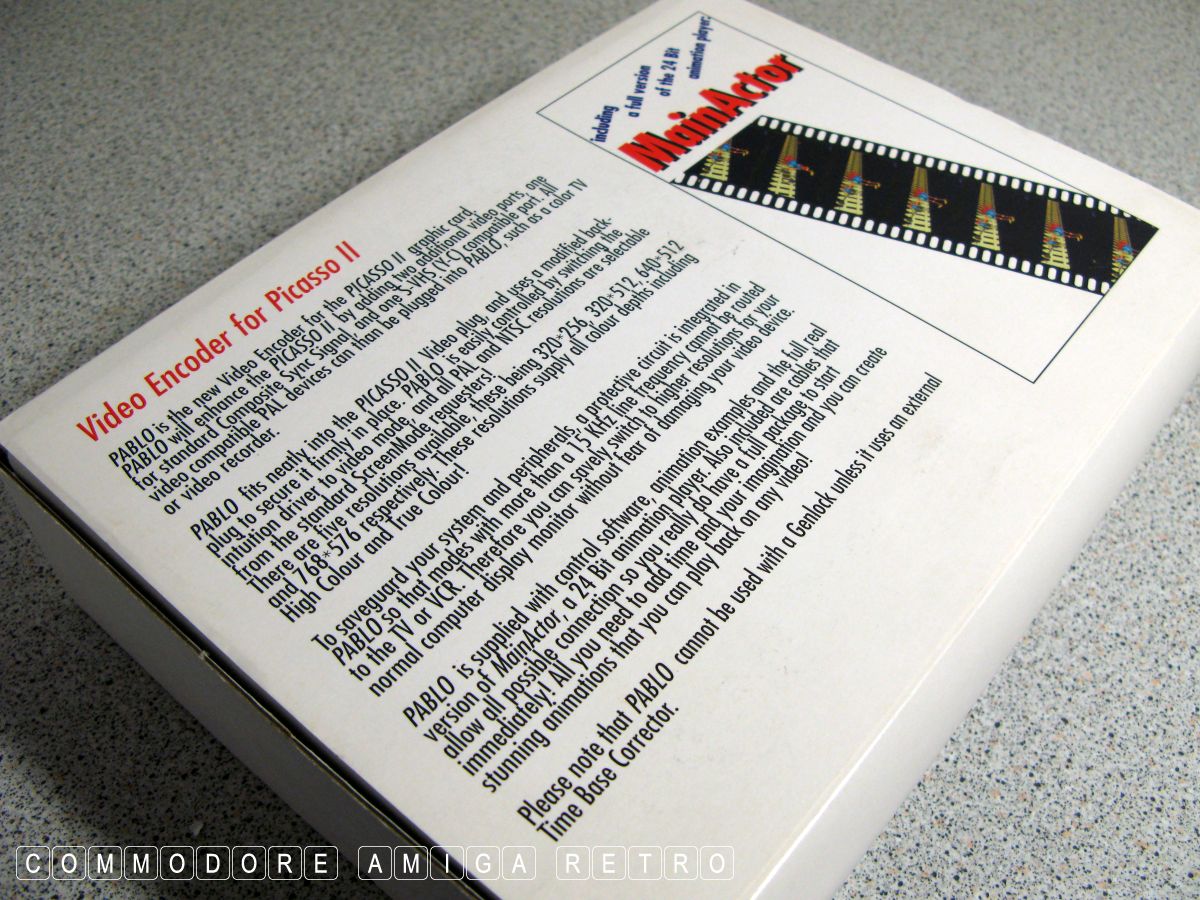 including
a full version
of the 24 Bit
animation player:
MainActor
Video Encoder for Picasso II
PABLO is the new Video Encoder for the PICASSO II graphic card.
PABLO will enhance the PICASSO II by adding two additional video ports, one
for standard Composite Sync Signal, and one S-VHS (Y-C) compatible port. All
video compatible PAL devices can than be plugged into PABLO, such as a color TV
or video recorder.
PABLO fits neatly into the PICASSO II Video plug, and uses a modified back-
plug to secure it firmly in place. PABLO is easily controled by switching the
Intuition driver to video mode, and all PAL and NTSC resolutions are selectable
from the standard ScreenMode requesters!
There are five resolutions availible, these being 320*256, 320*512, 640*512
and 768*576 respectively. These resolutions supply all colour depths including
High Colour and True Colour!
To saveguard your system and peripherals, a protective circuit is integrated in
PABLO so that modes with more than a 15 KHz line frequency cannot be routed
to the TV or VCR. Therefore you can savely switch to higher resolutions for your
normal computer display monitor without fear of damaging your video device.
PABLO is supplied with control software, animation examples and the full real
version of MainActor, a 24 Bit animation player. Also included are cables that
allow all possible connection so you really do have a full package to start
immediately! All you need to add time and your imagination and you can create
stunning animations that you can play back on any video!
Please note that PABLO cannot be used with a Genlock unless it uses an external
Time Base Corrector.
COMMODORE AMIGA RETRO